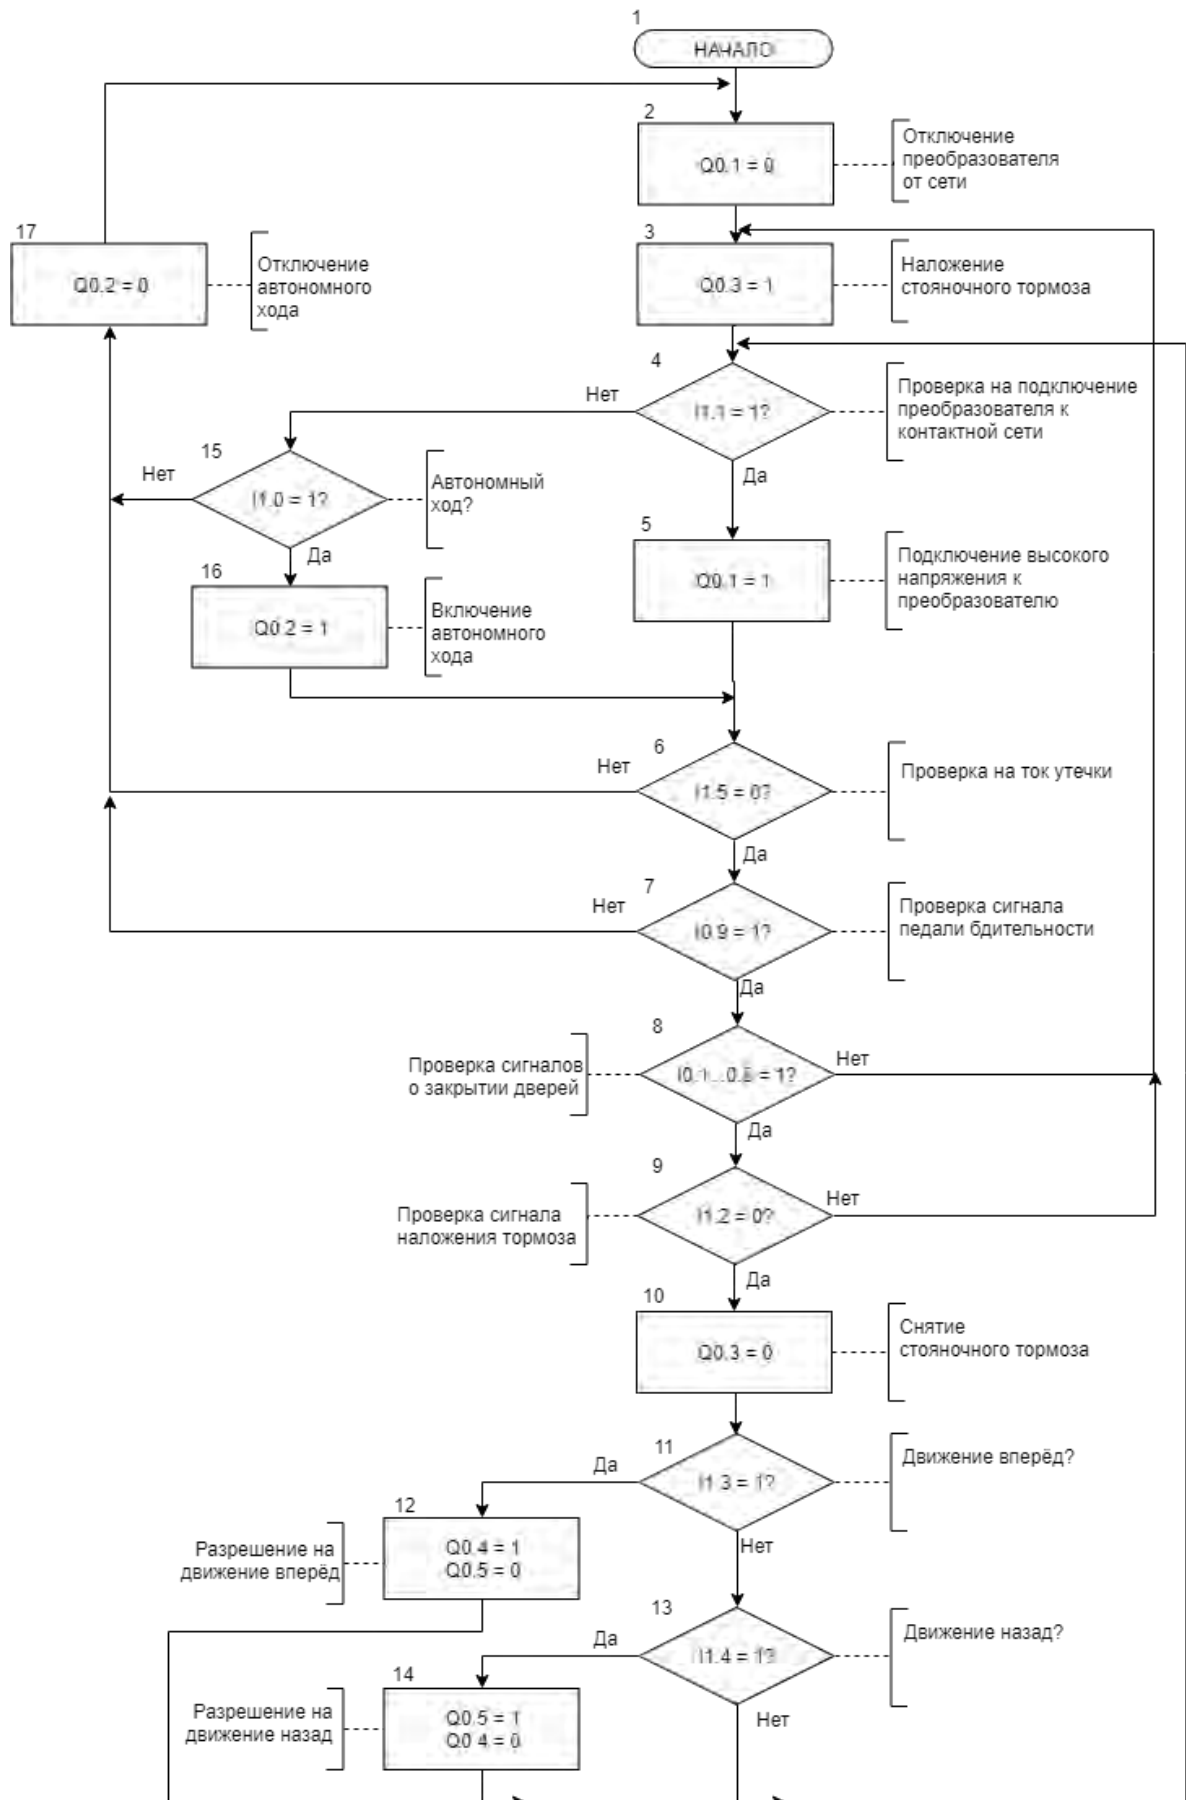 1
НАЧАЛО
2
Q0.1 = 0
Отключение
преобразователя
от сети
17
Q0.2 = 0
Отключение
автономного
хода
3
Q0.3 = 1
Наложение
стояночного тормоза
4
I1.1 = 1?
Нет
Да
Проверка на подключение
преобразователя к
контактной сети
15
I1.0 = 1?
Нет
Да
Автономный
ход?
5
Q0.1 = 1
Подключение высокого
напряжения к
преобразователю
16
Q0.2 = 1
Включение
автономного
хода
6
I1.5 = 0?
Нет
Да
Проверка на ток утечки
7
I0.9 = 1?
Нет
Да
Проверка сигнала
педали бдительности
8
I0.1...0.8 = 1?
Нет
Да
Проверка сигналов
о закрытии дверей
9
I1.2 = 0?
Нет
Да
Проверка сигнала
наложения тормоза
10
Q0.3 = 0
Снятие
стояночного тормоза
11
I1.3 = 1?
Да
Нет
Движение вперёд?
12
Q0.4 = 1
Q0.5 = 0
Разрешение на
движение вперёд
13
I1.4 = 1?
Да
Нет
Движение назад?
14
Q0.5 = 1
Q0.4 = 0
Разрешение на
движение назад